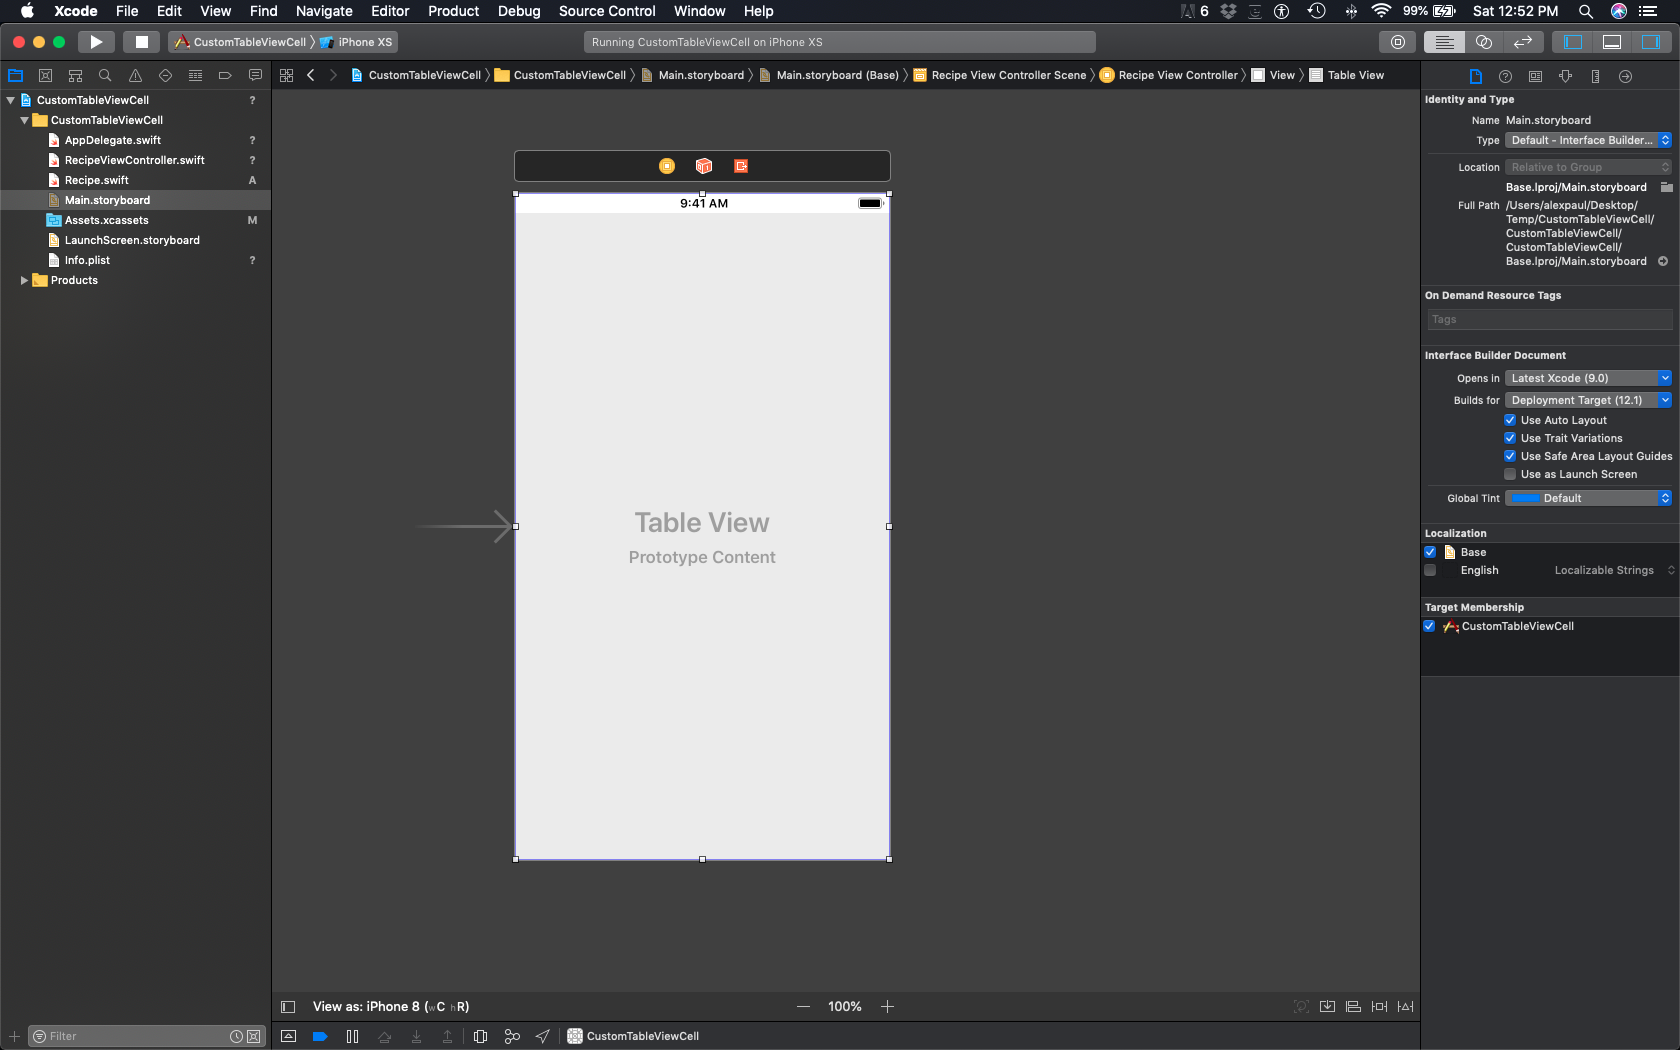 Xcode File Edit View Find Navigate Editor Product Debug Source Control Window Help
6 99% Sat 12:52 PM
CustomTableViewCell iPhone XS
Running CustomTableViewCell on iPhone XS
CustomTableViewCell CustomTableViewCell Main.storyboard Main.storyboard (Base) Recipe View Controller Scene Recipe View Controller View Table View
CustomTableViewCell ?
CustomTableViewCell
AppDelegate.swift ?
RecipeViewController.swift ?
Recipe.swift A
Main.storyboard
Assets.xcassets M
LaunchScreen.storyboard
Info.plist ?
Products
9:41 AM
Table View
Prototype Content
Identity and Type
Name Main.storyboard
Type Default - Interface Builder...
Location Relative to Group
Base.lproj/Main.storyboard
Full Path /Users/alexpaul/Desktop/
Temp/CustomTableViewCell/
CustomTableViewCell/
CustomTableViewCell/
Base.lproj/Main.storyboard
On Demand Resource Tags
Tags
Interface Builder Document
Opens in Latest Xcode (9.0)
Builds for Deployment Target (12.1)
Use Auto Layout
Use Trait Variations
Use Safe Area Layout Guides
Use as Launch Screen
Global Tint Default
Localization
Base
English Localizable Strings
Target Membership
CustomTableViewCell
View as: iPhone 8 (wC hR)
100%
Filter
CustomTableViewCell